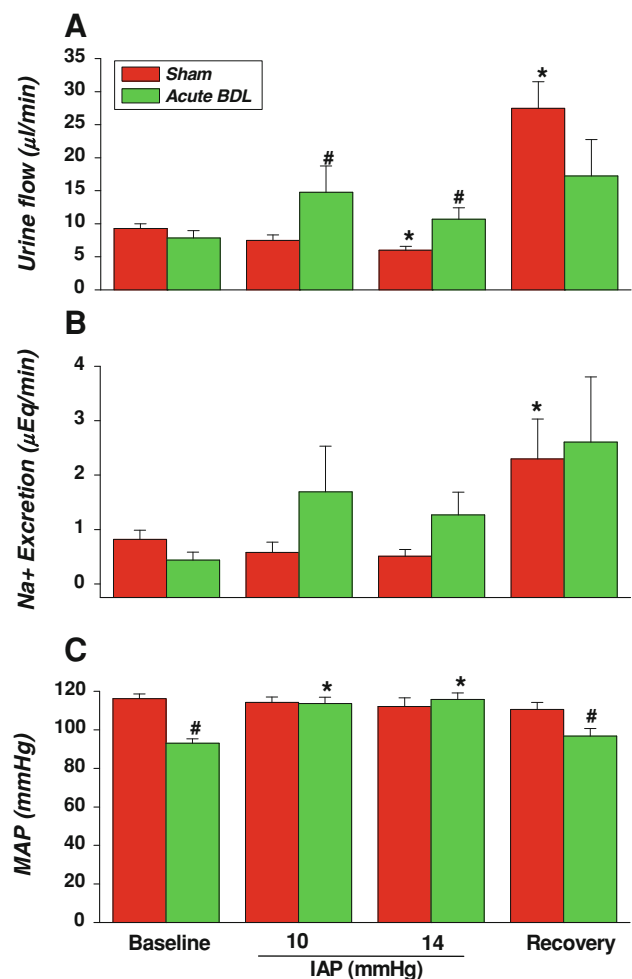 A
Urine flow (μl/min)
35
30
25
20
15
10
5
0
Sham
Acute BDL
#
*
#
*
B
Na+ Excretion (μEq/min)
4
3
2
1
0
*
C
MAP (mmHg)
120
100
80
60
40
20
0
#
*
*
#
Baseline 10 14 Recovery
IAP (mmHg)